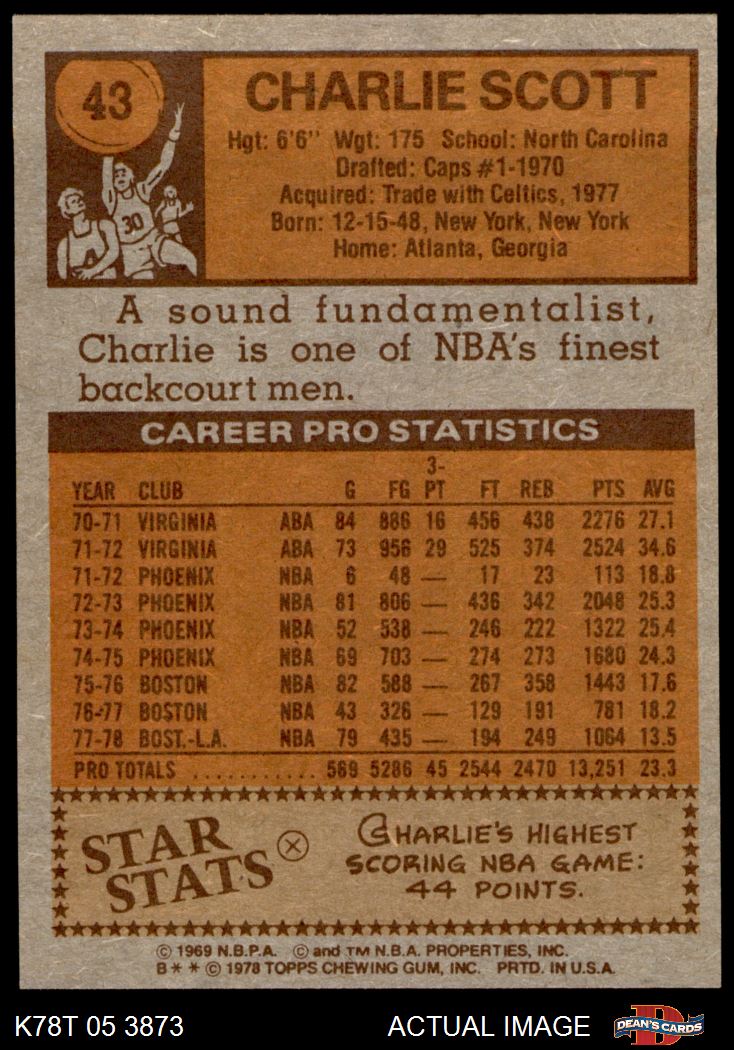 43
CHARLIE SCOTT
Hgt: 6'6" Wgt: 175 School: North Carolina
Drafted: Caps #1-1970
Acquired: Trade with Celtics, 1977
Born: 12-15-48, New York, New York
Home: Atlanta, Georgia
30
A sound fundamentalist,
Charlie is one of NBA's finest
backcourt men.
CAREER PRO STATISTICS
YEAR CLUB G FG 3-PT FT REB PTS AVG
70-71 VIRGINIA ABA 84 886 16 456 438 2276 27.1
71-72 VIRGINIA ABA 73 956 29 525 374 2524 34.6
71-72 PHOENIX NBA 6 48 — 17 23 113 18.8
72-73 PHOENIX NBA 81 806 — 436 342 2048 25.3
73-74 PHOENIX NBA 52 538 — 246 222 1322 25.4
74-75 PHOENIX NBA 69 703 — 274 273 1680 24.3
75-76 BOSTON NBA 82 588 — 267 358 1443 17.6
76-77 BOSTON NBA 43 326 — 129 191 781 18.2
77-78 BOST.-L.A. NBA 79 435 — 194 249 1064 13.5
PRO TOTALS ........... 569 5286 45 2544 2470 13,251 23.3
STAR
STATS
CHARLIE'S HIGHEST
SCORING NBA GAME:
44 POINTS.
© 1969 N.B.P.A. © and TM N.B.A. PROPERTIES, INC.
B * * © 1978 TOPPS CHEWING GUM, INC. PRTD. IN U.S.A.
K78T 05 3873 ACTUAL IMAGE
D
DEAN'S CARDS